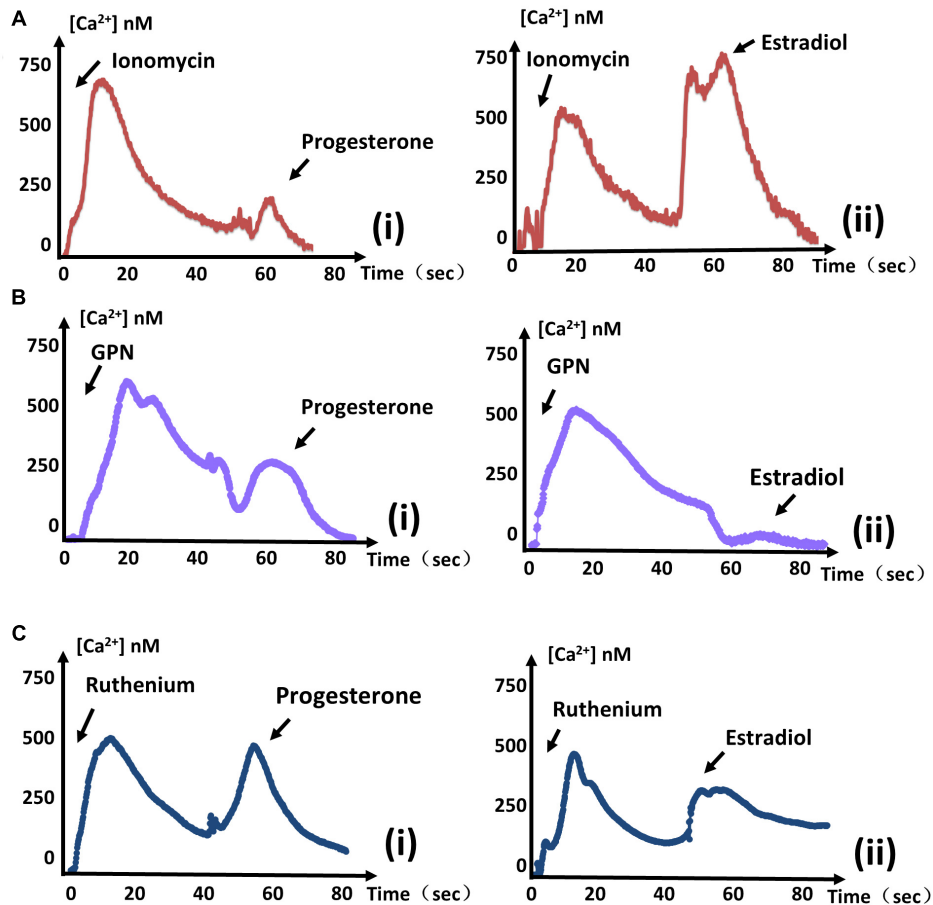 A
[Ca²⁺] nM
750
500
250
0
Ionomycin
Progesterone
(i)
0 20 40 60 80 Time（sec)
[Ca²⁺] nM
750
500
250
0
Ionomycin
Estradiol
(ii)
0 20 40 60 80 Time（sec)
B
[Ca²⁺] nM
750
500
250
0
GPN
Progesterone
(i)
0 20 40 60 80 Time（sec)
[Ca²⁺] nM
750
500
250
0
GPN
Estradiol
(ii)
0 20 40 60 80 Time（sec)
C
[Ca²⁺] nM
750
500
250
0
Ruthenium
Progesterone
(i)
0 20 40 60 80 Time（sec)
[Ca²⁺] nM
750
500
250
0
Ruthenium
Estradiol
(ii)
0 20 40 60 80 Time（sec)